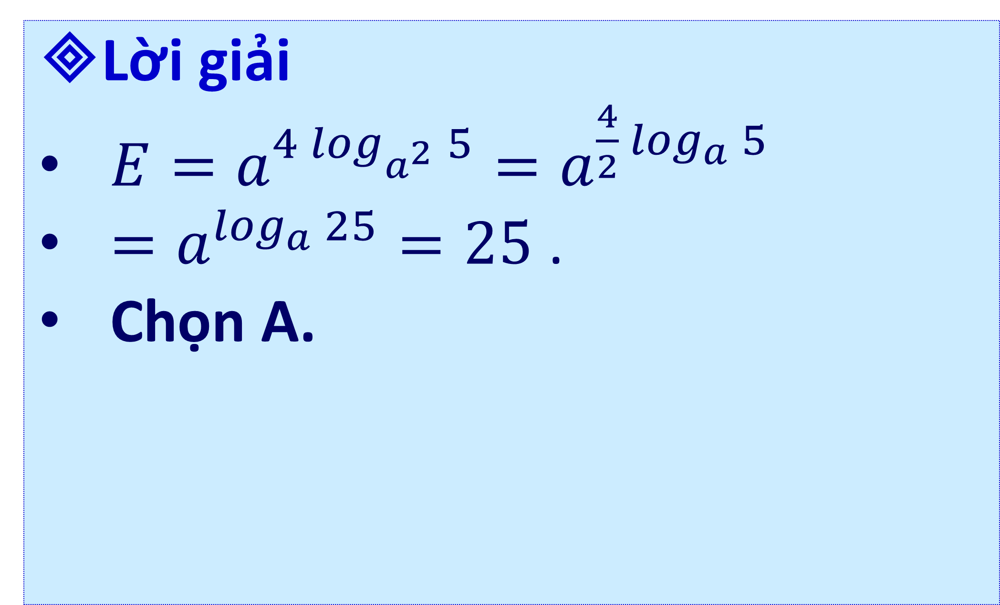 Lời giải
• E = a^{4 log_{a^2} 5} = a^{\frac{4}{2} log_a 5}
• = a^{log_a 25} = 25 .
• Chọn A.